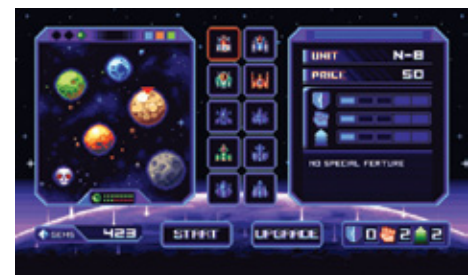 UNIT N-8
PRICE 50
NO SPECIAL FEATURE
GEMS 423
START
UPGRADE
0 2 2